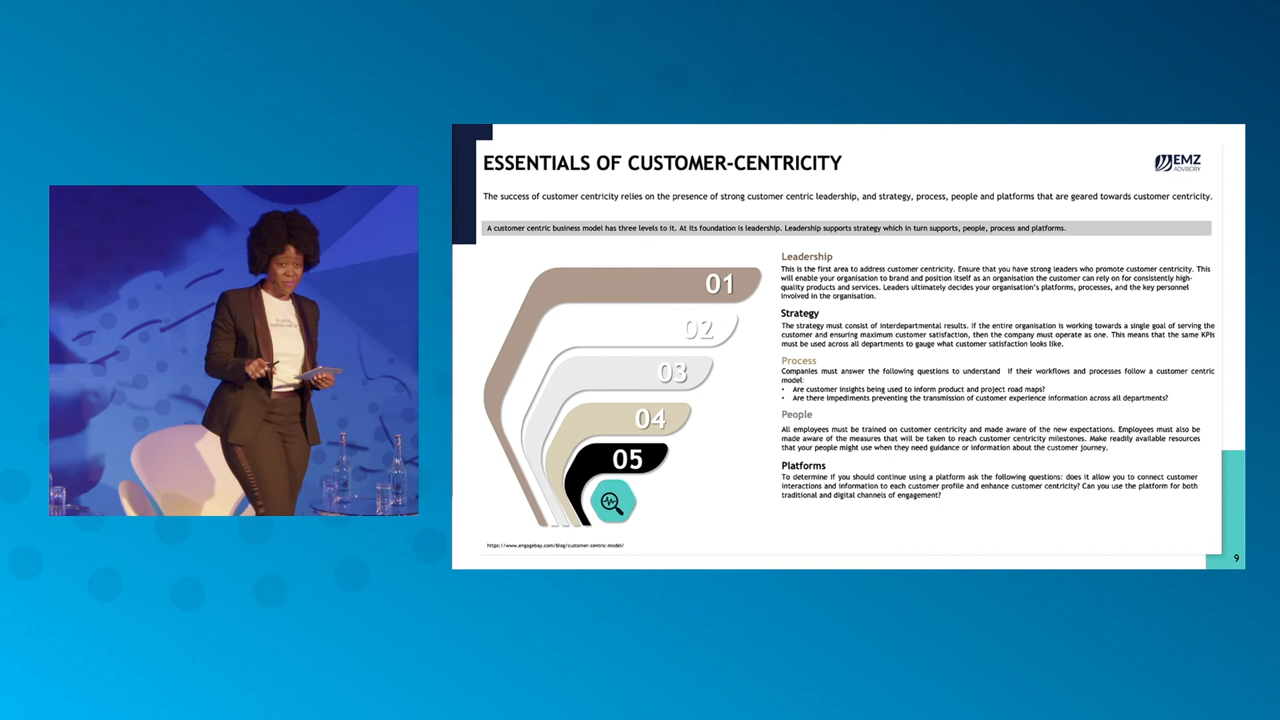 ESSENTIALS OF CUSTOMER-CENTRICITY
EMZ
ADVISORY
The success of customer centricity relies on the presence of strong customer centric leadership, and strategy, process, people and platforms that are geared towards customer centricity.
A customer centric business model has three levels to it. At its foundation is leadership. Leadership supports strategy which in turn supports, people, process and platforms.
01
02
03
04
05
Leadership
This is the first area to address customer centricity. Ensure that you have strong leaders who promote customer centricity. This
will enable your organisation to brand and position itself as an organisation the customer can rely on for consistently high-
quality products and services. Leaders ultimately decides your organisation's platforms, processes, and the key personnel
involved in the organisation.
Strategy
The strategy must consist of interdepartmental results. If the entire organisation is working towards a single goal of serving the
customer and ensuring maximum customer satisfaction, then the company must operate as one. This means that the same KPIs
must be used across all departments to gauge what customer satisfaction looks like.
Process
Companies must answer the following questions to understand if their workflows and processes follow a customer centric
model:
• Are customer insights being used to inform product and project road maps?
• Are there impediments preventing the transmission of customer experience information across all departments?
People
All employees must be trained on customer centricity and made aware of the new expectations. Employees must also be
made aware of the measures that will be taken to reach customer centricity milestones. Make readily available resources
that your people might use when they need guidance or information about the customer journey.
Platforms
To determine if you should continue using a platform ask the following questions: does it allow you to connect customer
interactions and information to each customer profile and enhance customer centricity? Can you use the platform for both
traditional and digital channels of engagement?
https://www.engagebay.com/blog/customer-centric-model/
9